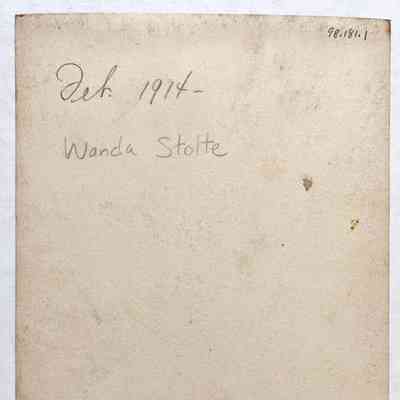 98.181.1
Feb. 1914-
Wanda Stolte